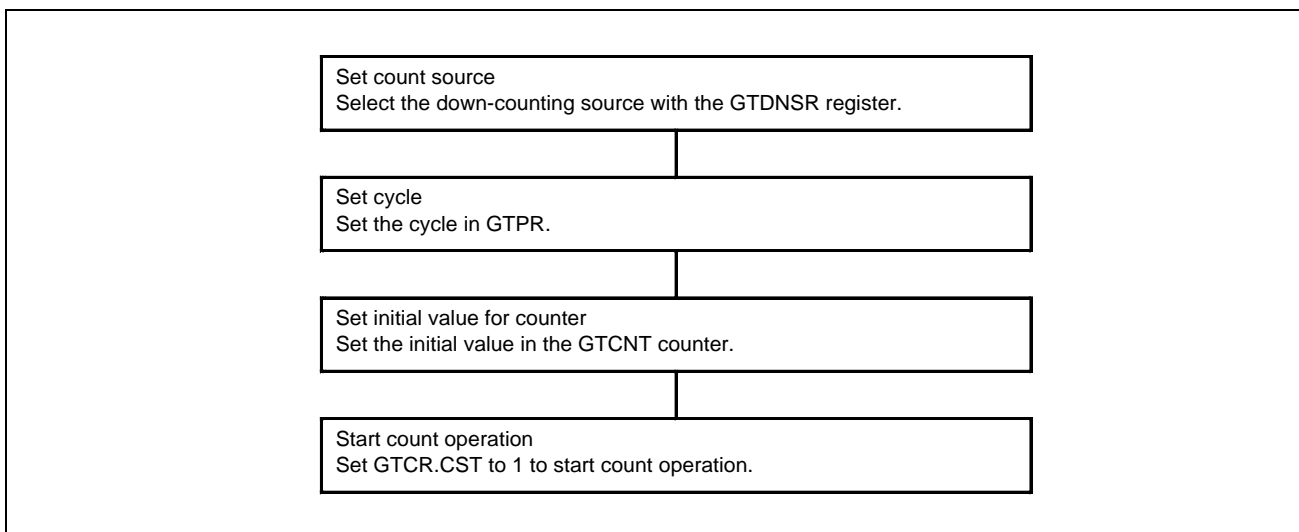 Set count source
Select the down-counting source with the GTDNSR register.
Set cycle
Set the cycle in GTPR.
Set initial value for counter
Set the initial value in the GTCNT counter.
Start count operation
Set GTCR.CST to 1 to start count operation.